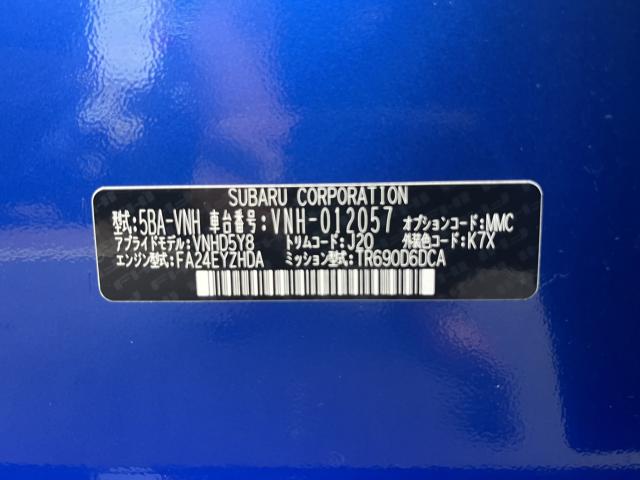 SUBARU CORPORATION
型式:5BA-VNH 車台番号:VNH-012057 オプションコード:MMC
アプライドモデル:VNHD5Y8 トリムコード:J20 外装色コード:K7X
エンジン型式:FA24EYZHDA ミッション型式:TR690D6DCA